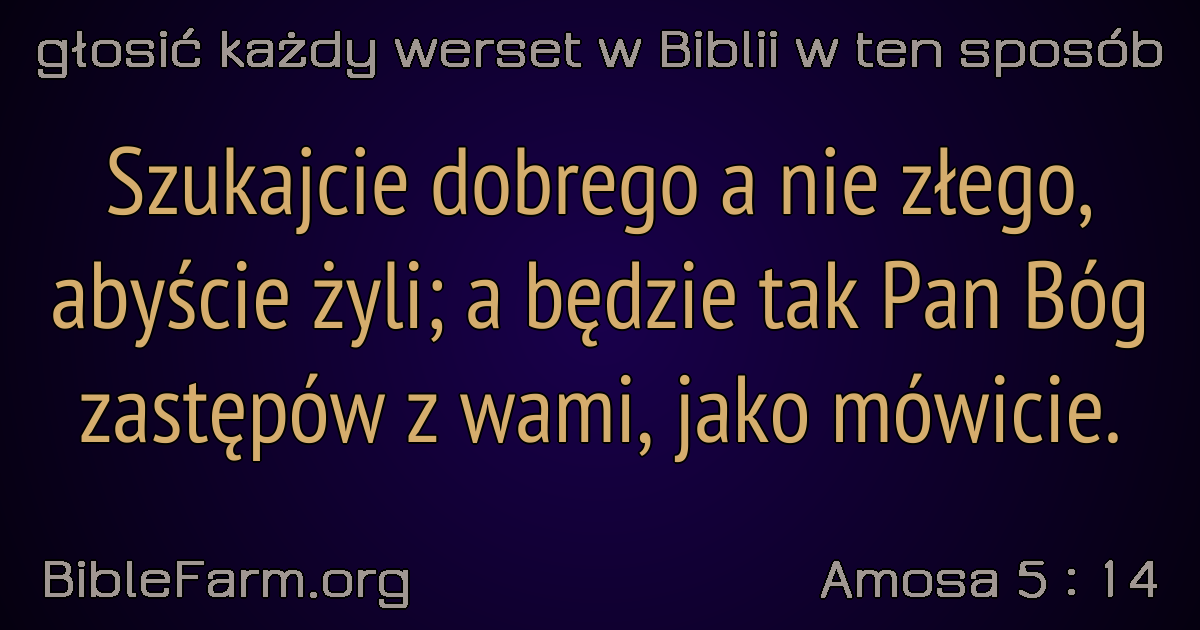 głosić każdy werset w Biblii w ten sposób
Szukajcie dobrego a nie złego,
abyście żyli; a będzie tak Pan Bóg
zastępów z wami, jako mówicie.
BibleFarm.org
Amosa 5 : 14